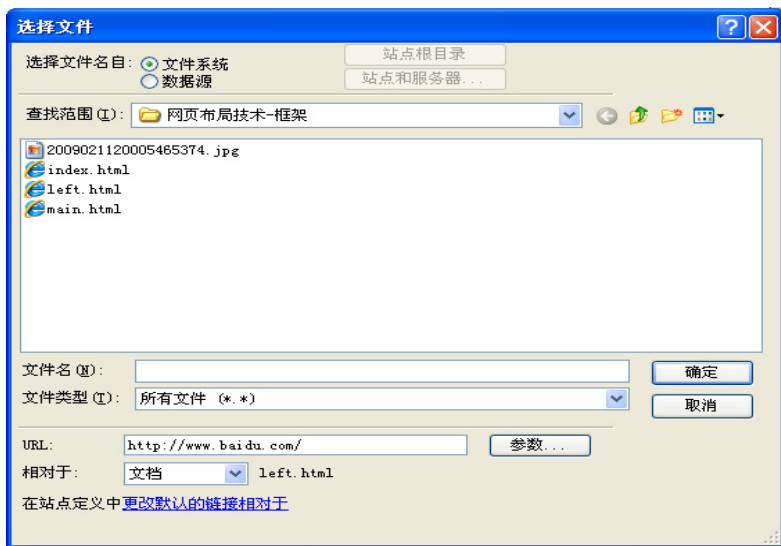 选择文件
选择文件名自: 文件系统 站点根目录
数据源 站点和服务器...
查找范围(I): 网页布局技术-框架
2009021120005465374.jpg
index.html
left.html
main.html
文件名(N): 确定
文件类型(T): 所有文件 (*.*) 取消
URL: http://www.baidu.com/ 参数...
相对于: 文档 left.html
在站点定义中更改默认的链接相对于